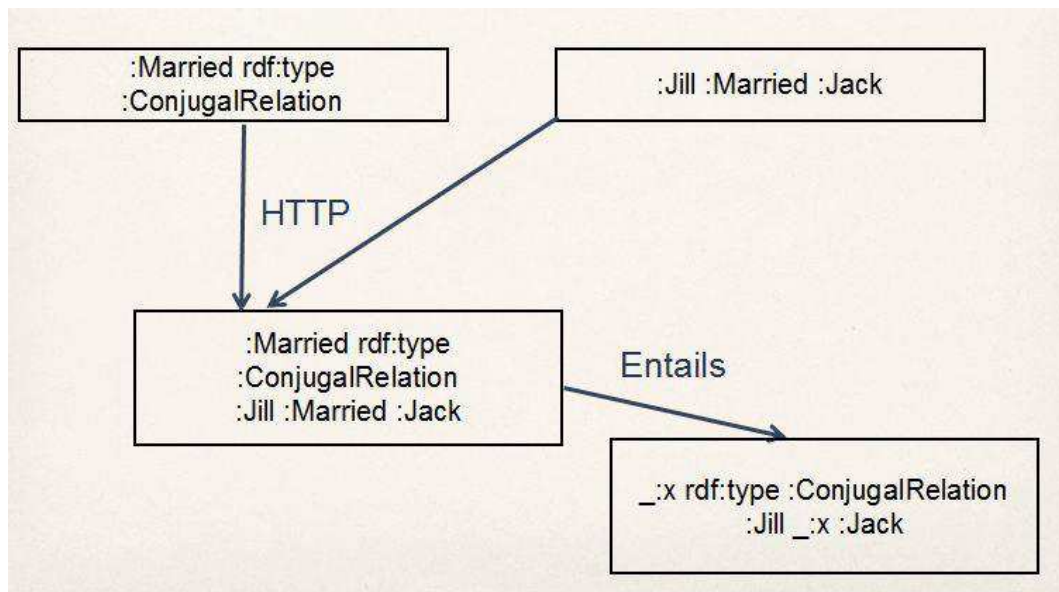 :Married rdf:type
:ConjugalRelation
:Jill :Married :Jack
HTTP
:Married rdf:type
:ConjugalRelation
:Jill :Married :Jack
Entails
_:x rdf:type :ConjugalRelation
:Jill _:x :Jack